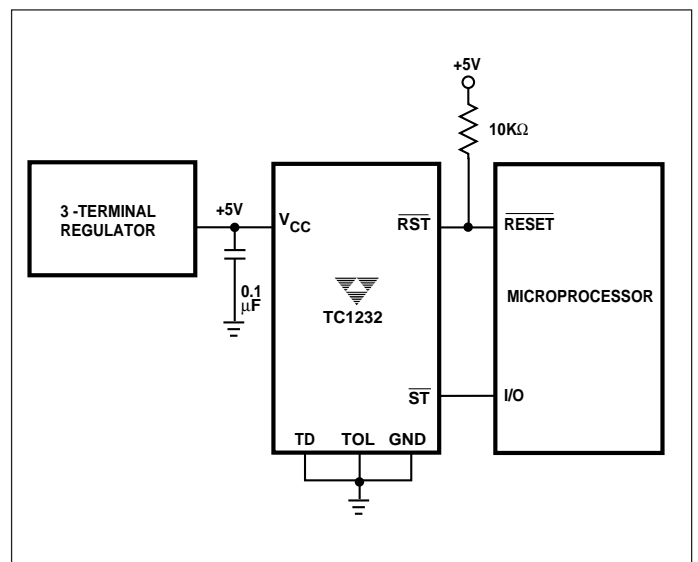 +5V
10KΩ
3 -TERMINAL
REGULATOR
+5V
VCC
RST
RESET
0.1
μF
TC1232
MICROPROCESSOR
ST
I/O
TD TOL GND